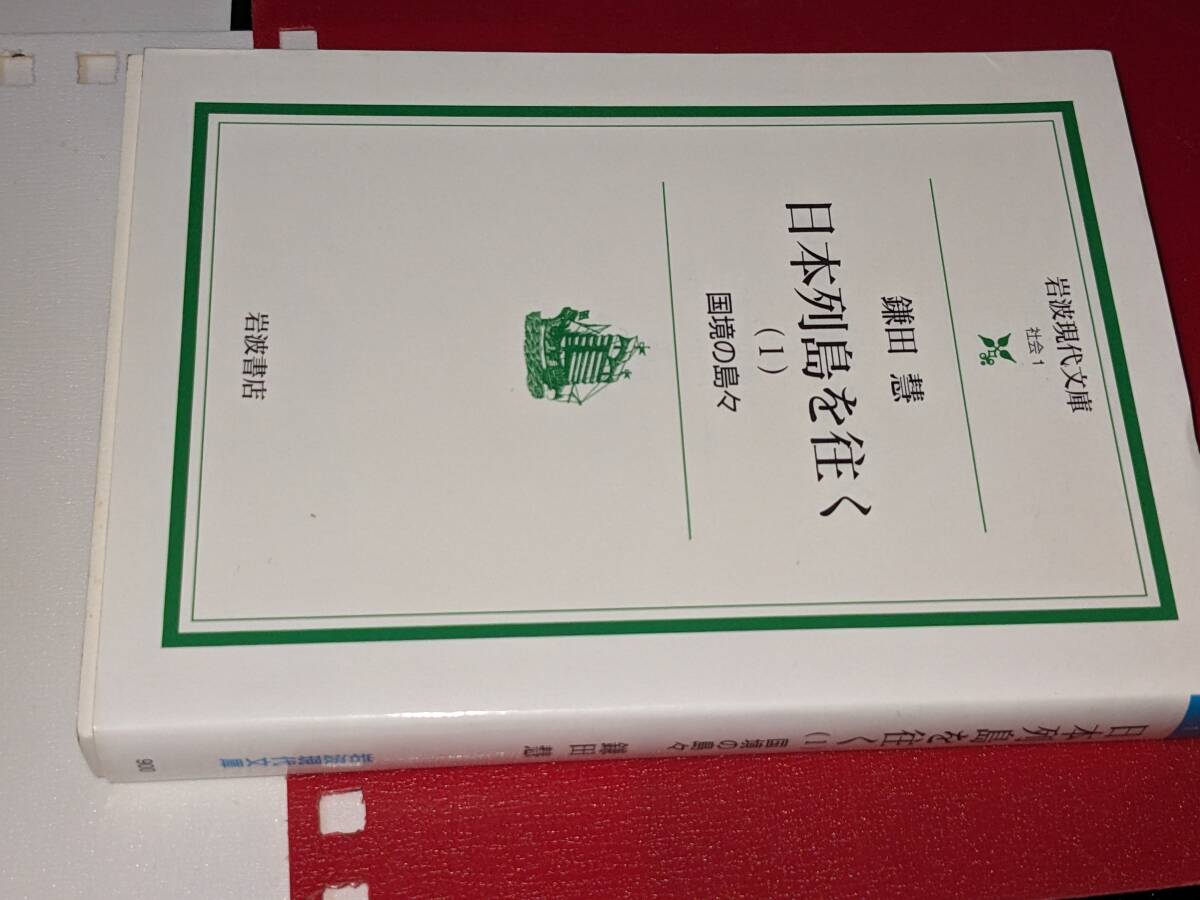 岩波現代文庫
社会 1
鎌田 慧
日本列島を往く
(1)
国境の島々
岩波書店
日本列島を往く(1) 国境の島々 鎌田 慧 岩波現代文庫 900